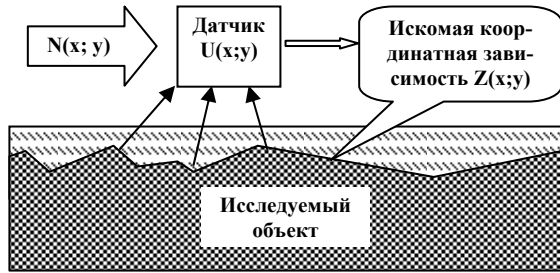 N(x; y)
Датчик
U(x;y)
Искомая коор-
динатная зави-
симость Z(x;y)
Исследуемый
объект